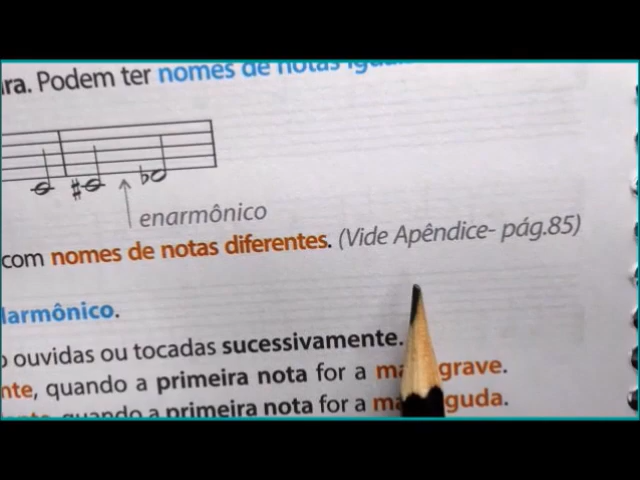 ra. Podem ter nomes de notas
enarmônico
com nomes de notas diferentes. (Vide Apêndice- pág.85)
armônico.
ouvidas ou tocadas sucessivamente.
nte, quando a primeira nota for a ma grave.
quando a primeira nota for a ma guda.